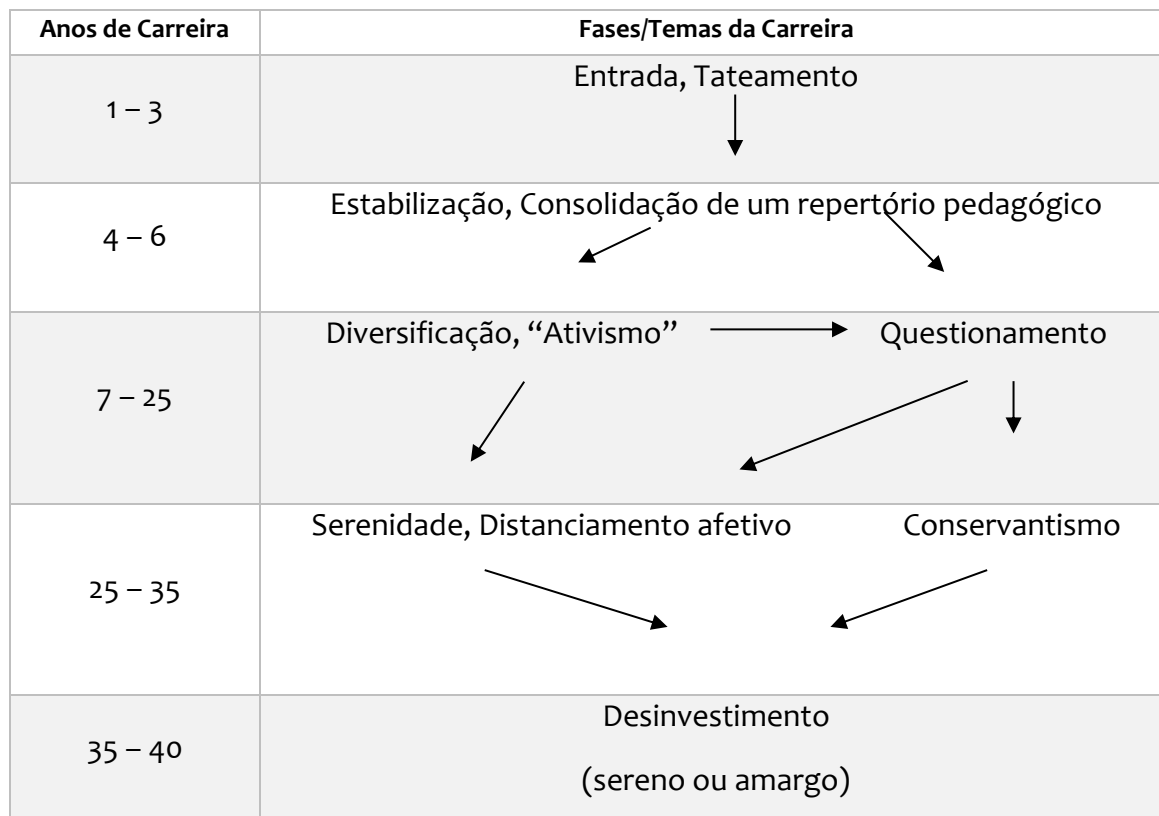 Anos de Carreira
Fases/Temas da Carreira
1 – 3
Entrada, Tateamento
4 – 6
Estabilização, Consolidação de um repertório pedagógico
7 – 25
Diversificação, “Ativismo”
Questionamento
25 – 35
Serenidade, Distanciamento afetivo
Conservantismo
35 – 40
Desinvestimento
(sereno ou amargo)